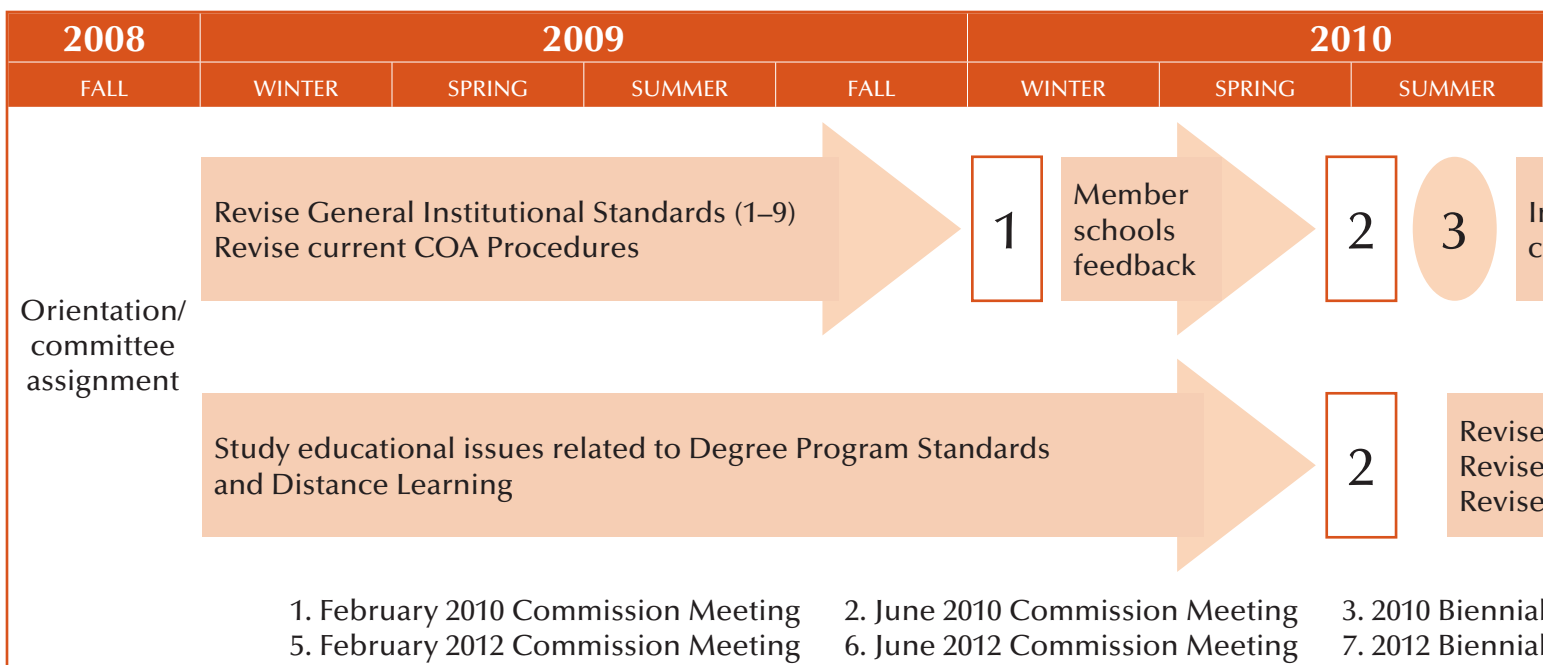 2008 2009 2010
FALL WINTER SPRING SUMMER FALL WINTER SPRING SUMMER
Revise General Institutional Standards (1–9)
Revise current COA Procedures
1
Member
schools
feedback
2
3
Orientation/
committee
assignment
Study educational issues related to Degree Program Standards
and Distance Learning
2
Revise
Revise
Revise
1. February 2010 Commission Meeting 2. June 2010 Commission Meeting 3. 2010 Biennial
5. February 2012 Commission Meeting 6. June 2012 Commission Meeting 7. 2012 Biennial